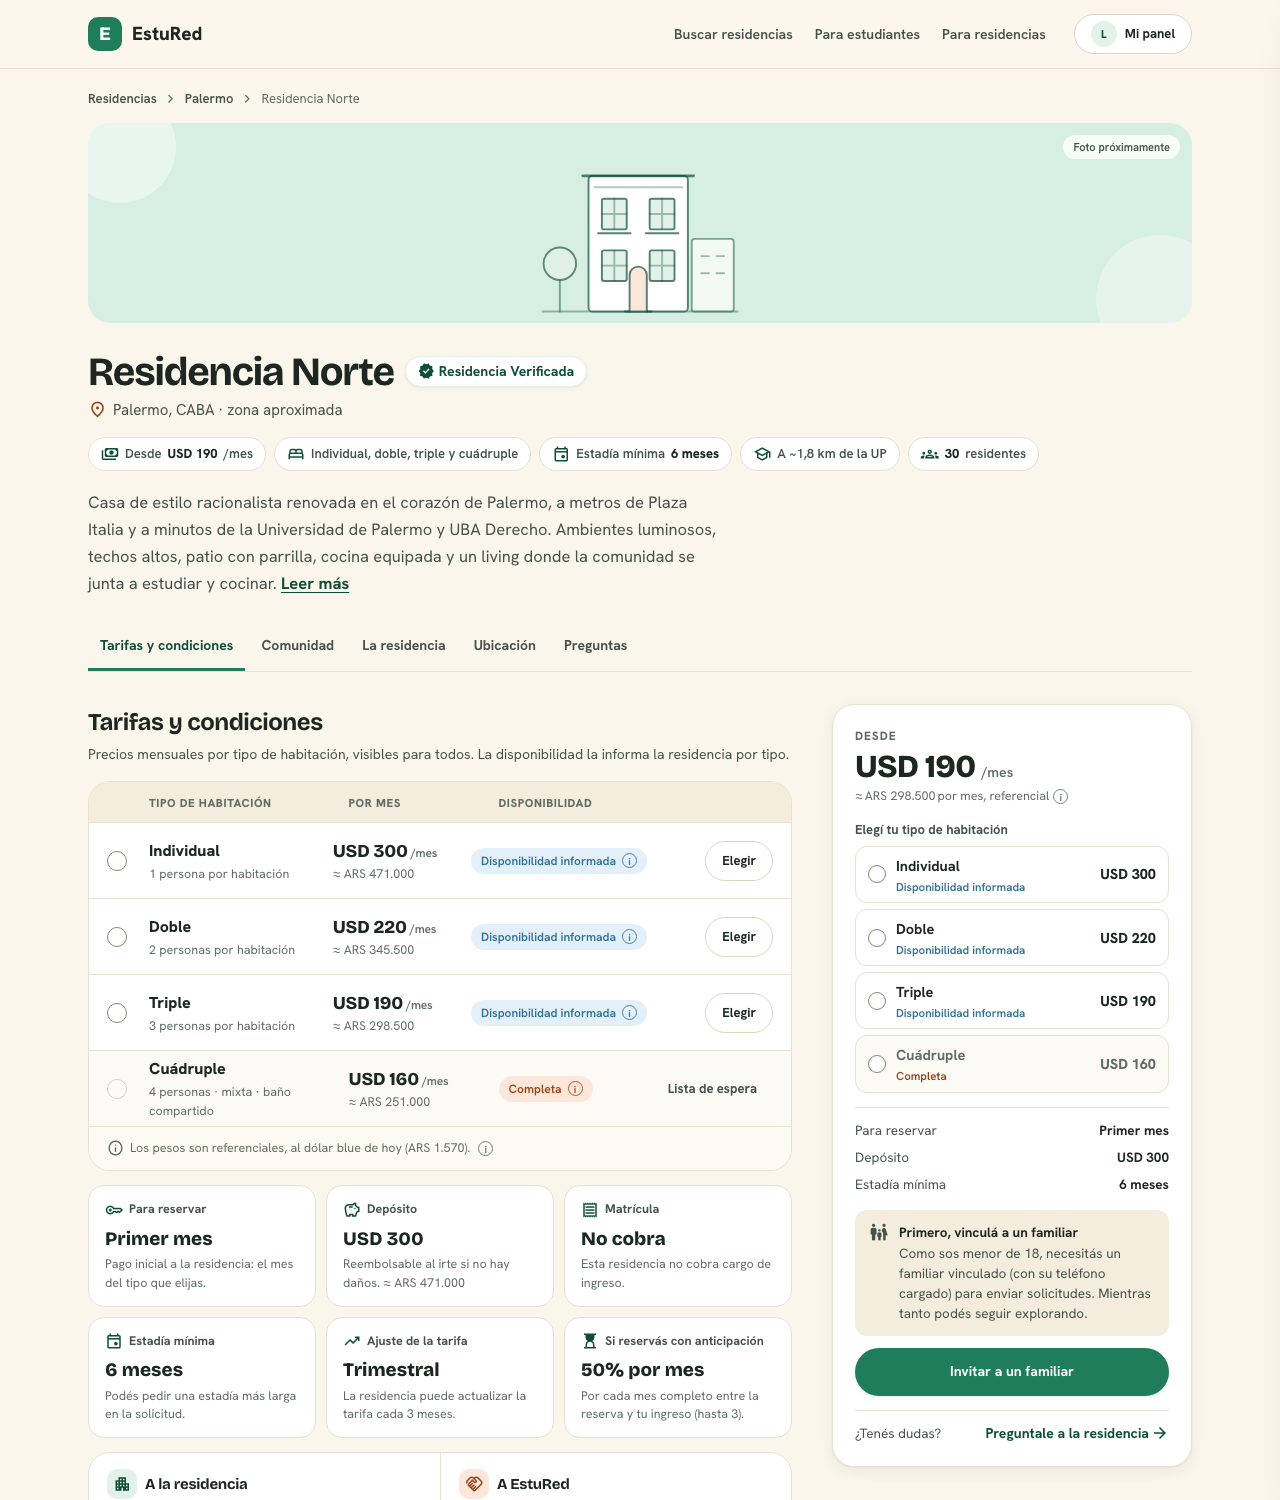 E EstuRed
Buscar residencias Para estudiantes Para residencias L Mi panel
Residencias > Palermo > Residencia Norte
Foto próximamente
Residencia Norte Residencia Verificada
Palermo, CABA · zona aproximada
Desde USD 190 /mes Individual, doble, triple y cuádruple Estadía mínima 6 meses A ~1,8 km de la UP 30 residentes
Casa de estilo racionalista renovada en el corazón de Palermo, a metros de Plaza
Italia y a minutos de la Universidad de Palermo y UBA Derecho. Ambientes luminosos,
techos altos, patio con parrilla, cocina equipada y un living donde la comunidad se
junta a estudiar y cocinar. Leer más
Tarifas y condiciones Comunidad La residencia Ubicación Preguntas
Tarifas y condiciones
Precios mensuales por tipo de habitación, visibles para todos. La disponibilidad la informa la residencia por tipo.
TIPO DE HABITACIÓN POR MES DISPONIBILIDAD
Individual USD 300 /mes Disponibilidad informada Elegir
1 persona por habitación ≈ ARS 471.000
Doble USD 220 /mes Disponibilidad informada Elegir
2 personas por habitación ≈ ARS 345.500
Triple USD 190 /mes Disponibilidad informada Elegir
3 personas por habitación ≈ ARS 298.500
Cuádruple USD 160 /mes Completa Lista de espera
4 personas · mixta · baño ≈ ARS 251.000
compartido
Los pesos son referenciales, al dólar blue de hoy (ARS 1.570).
Para reservar
Primer mes
Pago inicial a la residencia: el mes
del tipo que elijas.
Depósito
USD 300
Reembolsable al irte si no hay
daños. ≈ ARS 471.000
Matrícula
No cobra
Esta residencia no cobra cargo de
ingreso.
Estadía mínima
6 meses
Podés pedir una estadía más larga
en la solicitud.
Ajuste de la tarifa
Trimestral
La residencia puede actualizar la
tarifa cada 3 meses.
Si reservás con anticipación
50% por mes
Por cada mes completo entre la
reserva y tu ingreso (hasta 3).
A la residencia A EstuRed
DESDE
USD 190 /mes
≈ ARS 298.500 por mes, referencial
Elegí tu tipo de habitación
Individual USD 300
Disponibilidad informada
Doble USD 220
Disponibilidad informada
Triple USD 190
Disponibilidad informada
Cuádruple USD 160
Completa
Para reservar Primer mes
Depósito USD 300
Estadía mínima 6 meses
Primero, vinculá a un familiar
Como sos menor de 18, necesitás un
familiar vinculado (con su teléfono
cargado) para enviar solicitudes. Mientras
tanto podés seguir explorando.
Invitar a un familiar
¿Tenés dudas? Preguntale a la residencia →